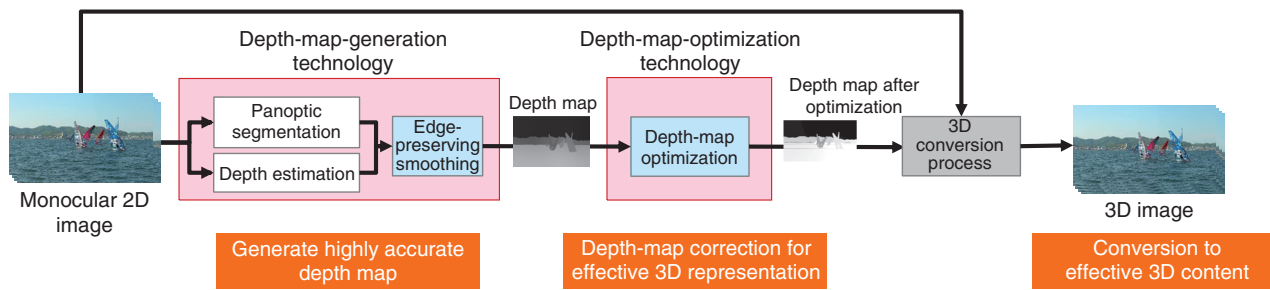 Depth-map-generation
technology
Depth-map-optimization
technology
Monocular 2D
image
Panoptic
segmentation
Depth estimation
Edge-
preserving
smoothing
Depth map
Depth-map
optimization
Depth map after
optimization
3D
conversion
process
3D image
Generate highly accurate
depth map
Depth-map correction for
effective 3D representation
Conversion to
effective 3D content